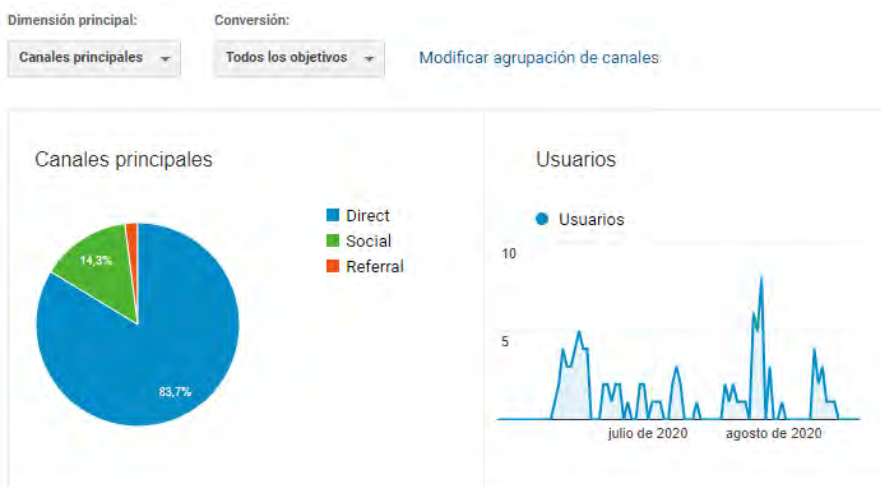 Dimensión principal:
Conversión:
Canales principales
Todos los objetivos
Modificar agrupación de canales
Canales principales
Direct
Social
Referral
14,3%
83,7%
Usuarios
Usuarios
10
5
julio de 2020
agosto de 2020